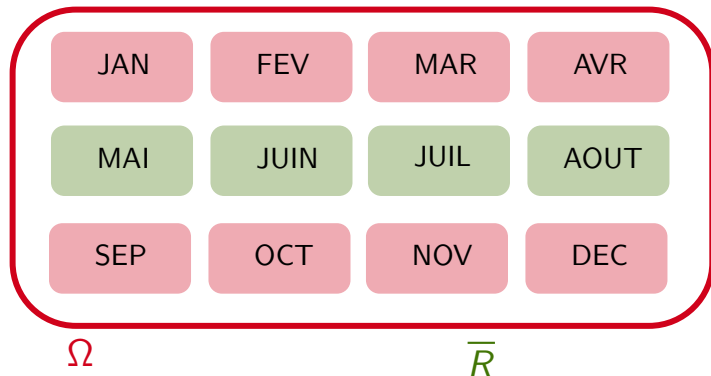 JAN FEV MAR AVR
MAI JUIN JUIL AOUT
SEP OCT NOV DEC
Ω R̅